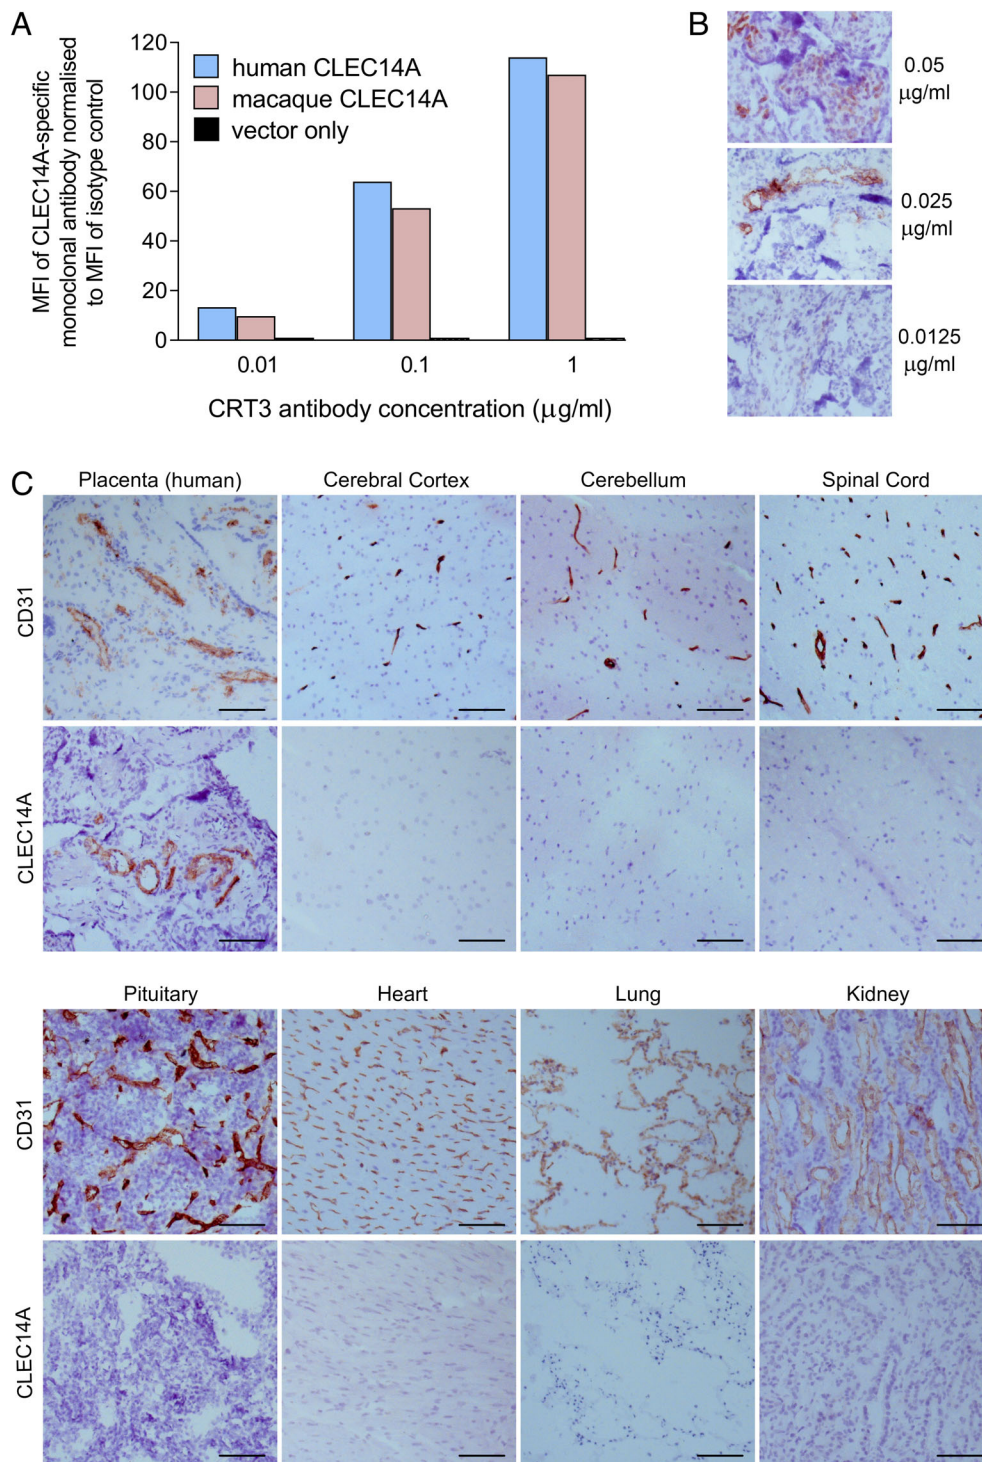 A
120
100
80
60
40
20
0
MFI of CLEC14A-specific
monoclonal antibody normalised
to MFI of isotype control
human CLEC14A
macaque CLEC14A
vector only
0.01 0.1 1
CRT3 antibody concentration (μg/ml)
B
0.05
μg/ml
0.025
μg/ml
0.0125
μg/ml
C
Placenta (human) Cerebral Cortex Cerebellum Spinal Cord
CD31
CLEC14A
Pituitary Heart Lung Kidney
CD31
CLEC14A